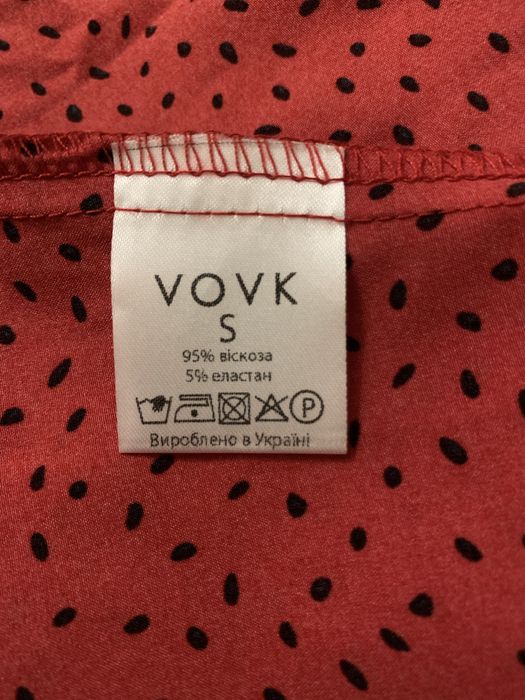 VOVK
S
95% віскоза
5% еластан
P
Вироблено в Україні